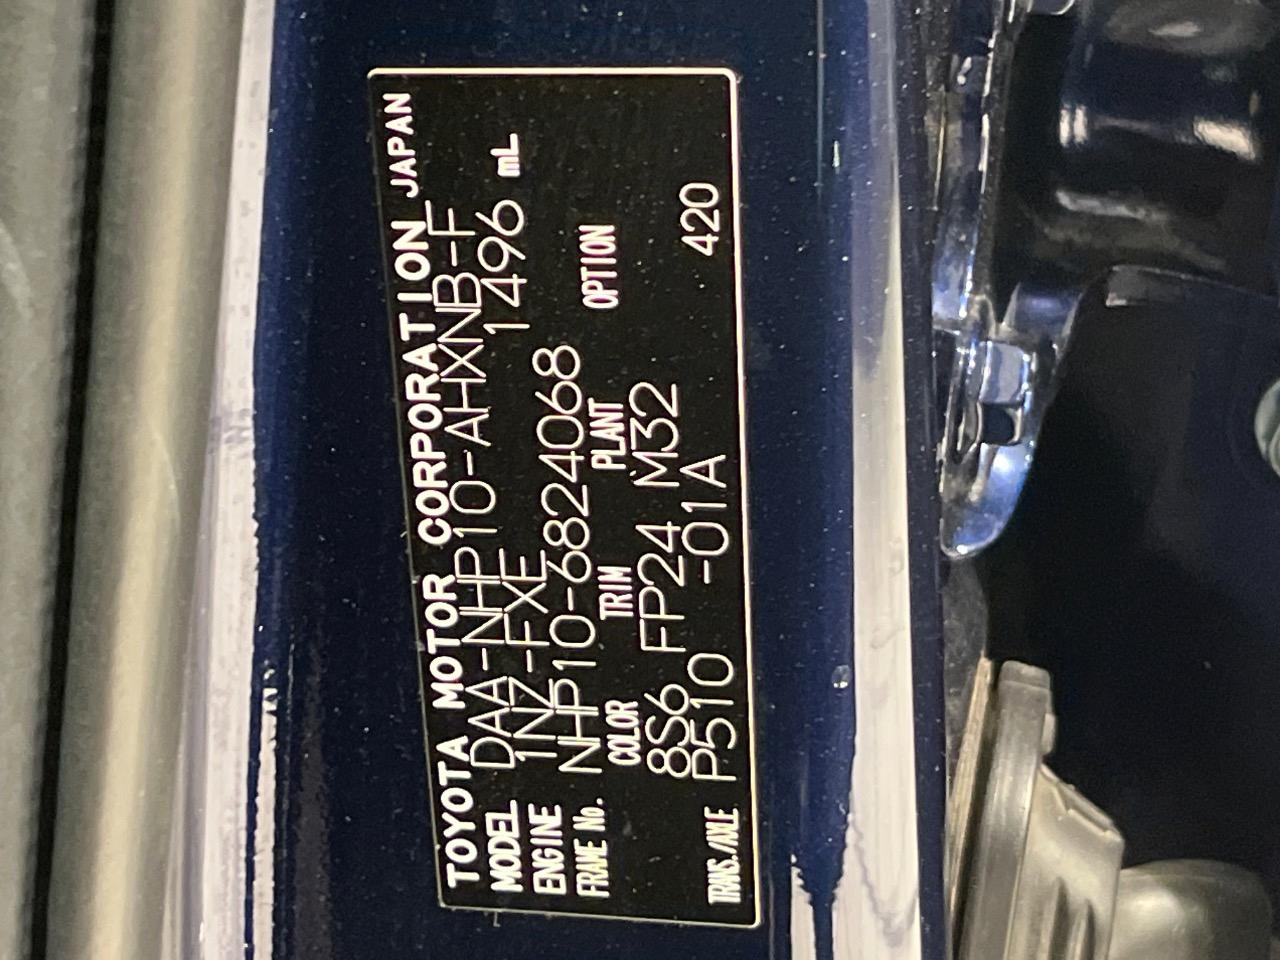 TOYOTA MOTOR CORPORATION JAPAN
MODEL DAA-NHP10-AHXNB-F
ENGINE 1NZ-FXE 1496 mL
FRAME No. NHP10-6824068
COLOR TRIM PLANT OPTION
8S6 FP24 M32
TRANS./AXLE P510 -01A 420